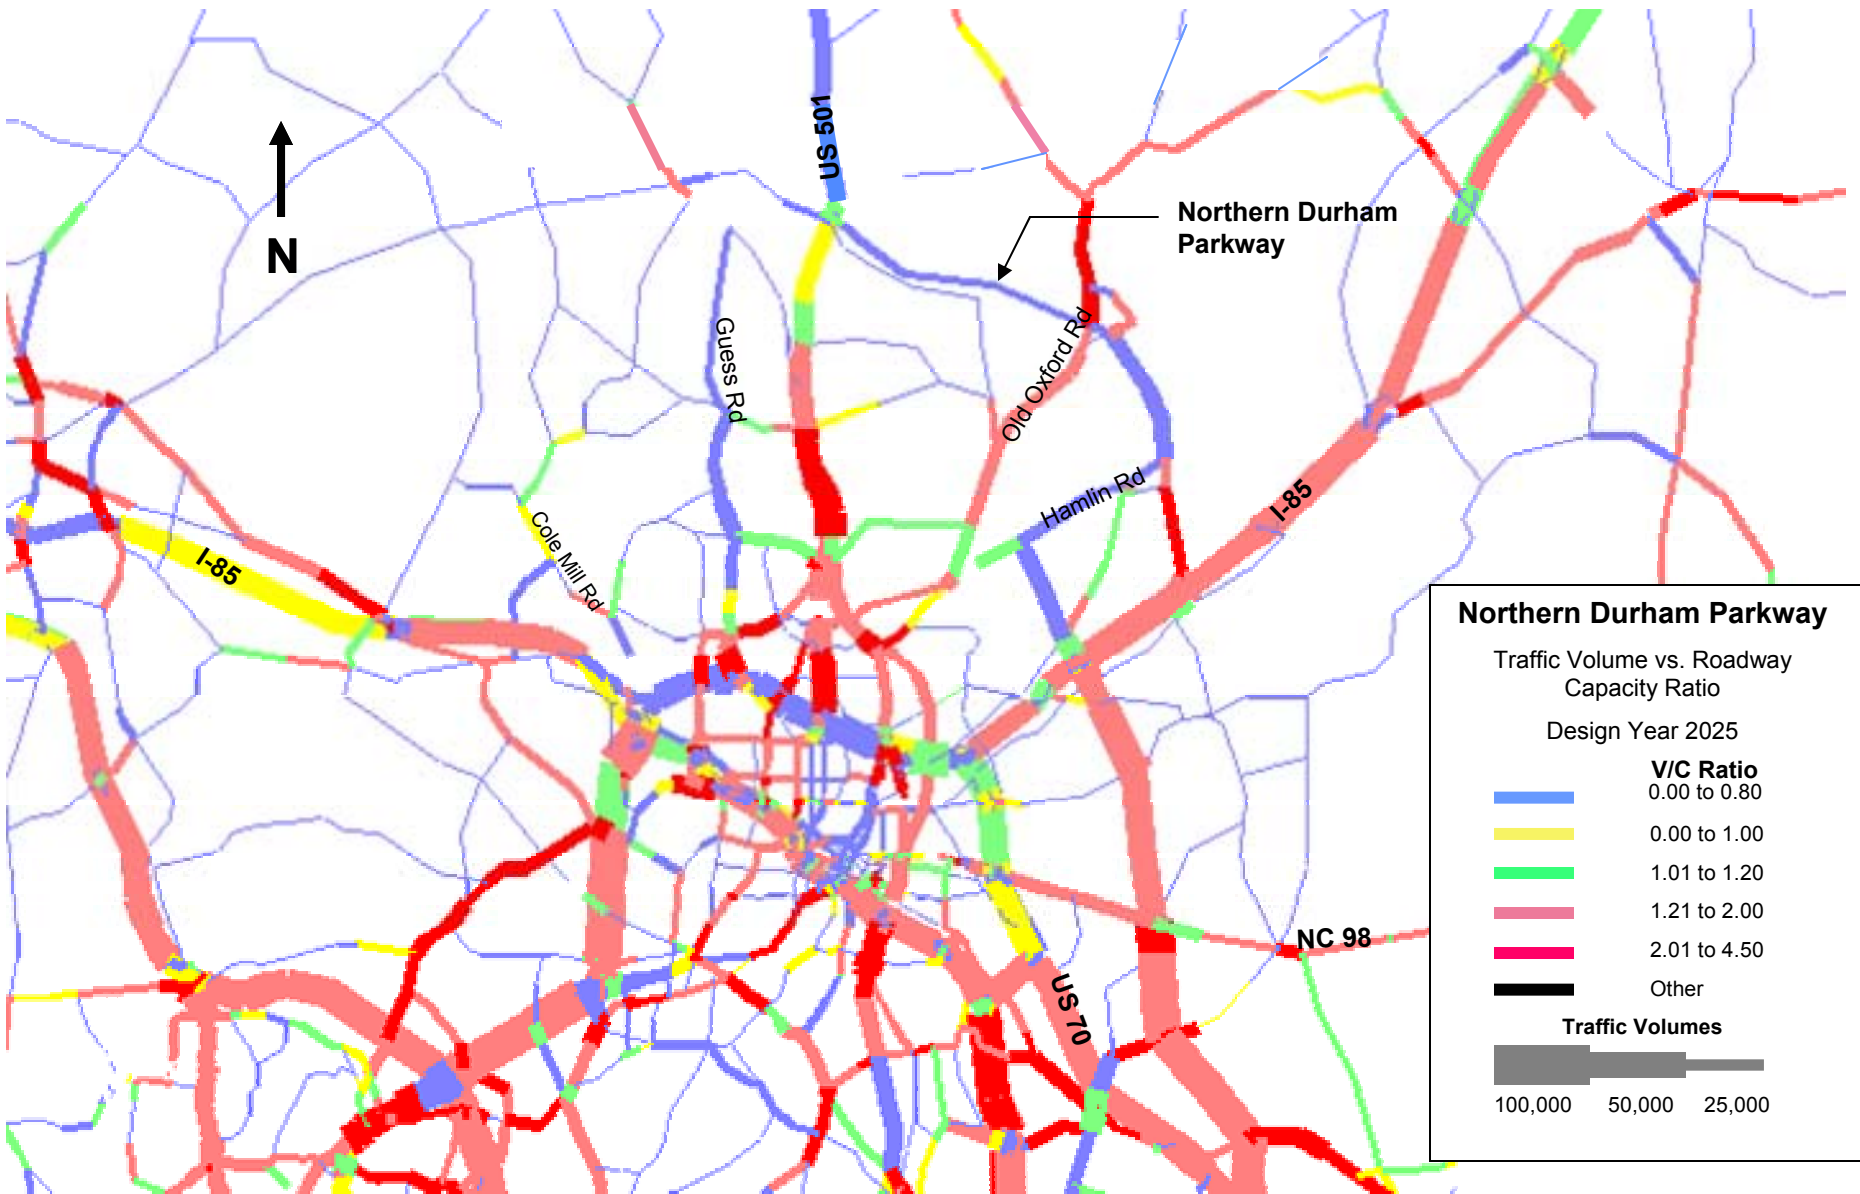 US 501
N
Northern Durham
Parkway
Guess Rd
Old Oxford Rd
Hamlin Rd
I-85
Cole Mill Rd
I-85
NC 98
US 70
Northern Durham Parkway
Traffic Volume vs. Roadway
Capacity Ratio
Design Year 2025
V/C Ratio
0.00 to 0.80
0.00 to 1.00
1.01 to 1.20
1.21 to 2.00
2.01 to 4.50
Other
Traffic Volumes
100,000 50,000 25,000